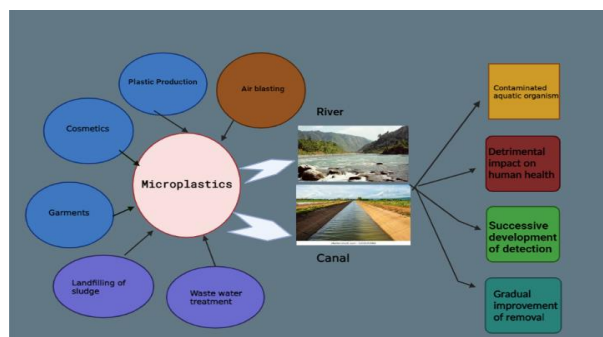 Plastic Production
Air blasting
Cosmetics
Microplastics
Garments
Landfilling of
sludge
Waste water
treatment
River
Canal
Contaminated
aquatic organism
Detrimental
impact on
human health
Successive
development
of detection
Gradual
improvement
of removal